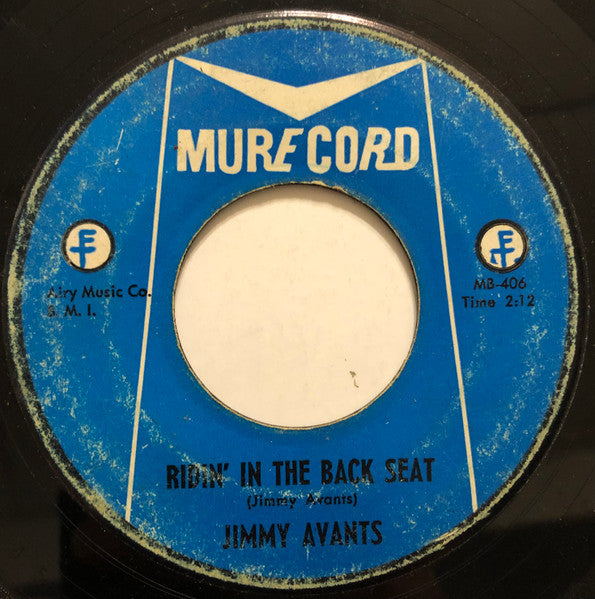 MURECORD
Airy Music Co.
B. M. I.
MB-406
Time 2:12
RIDIN' IN THE BACK SEAT
(Jimmy Avants)
JIMMY AVANTS